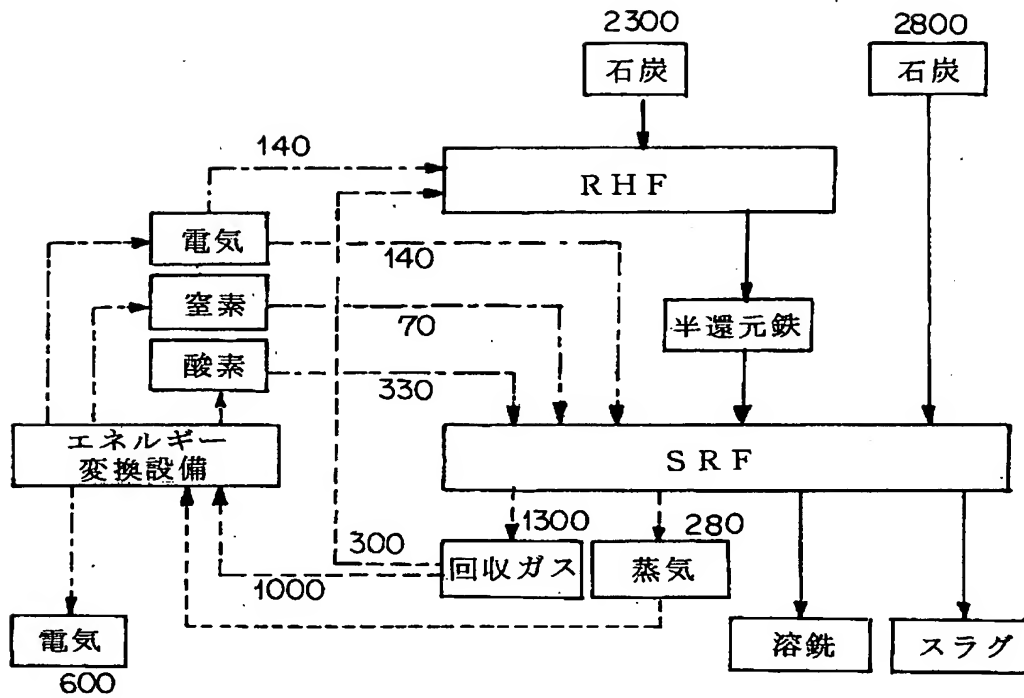 2300
2800
石炭
石炭
140
RHF
電気
140
窒素
70
半還元鉄
酸素
330
エネルギー
変換設備
SRF
1300
280
300
回収ガス
蒸気
1000
電気
溶銑
スラグ
600